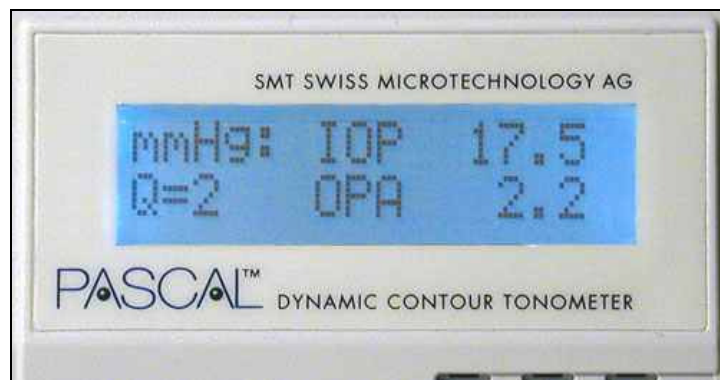 SMT SWISS MICROTECHNOLOGY AG
mmHg: IOP 17.5
Q=2 OPA 2.2
PASCAL™ DYNAMIC CONTOUR TONOMETER